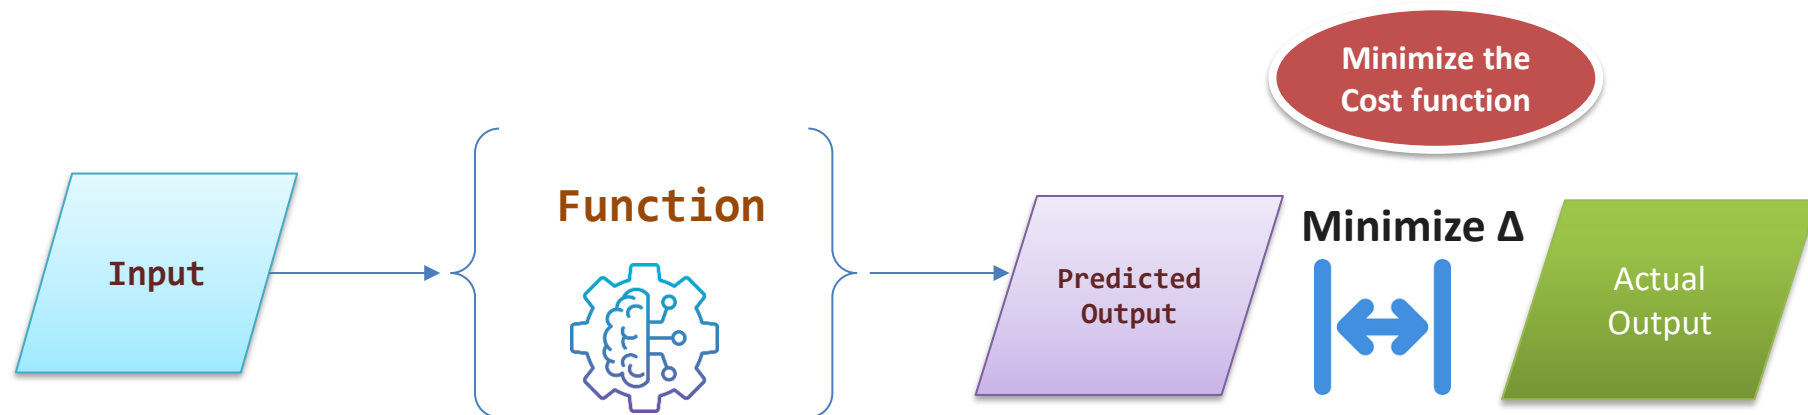 Minimize the
Cost function
Function
Minimize Δ
Input
Predicted
Output
Actual
Output